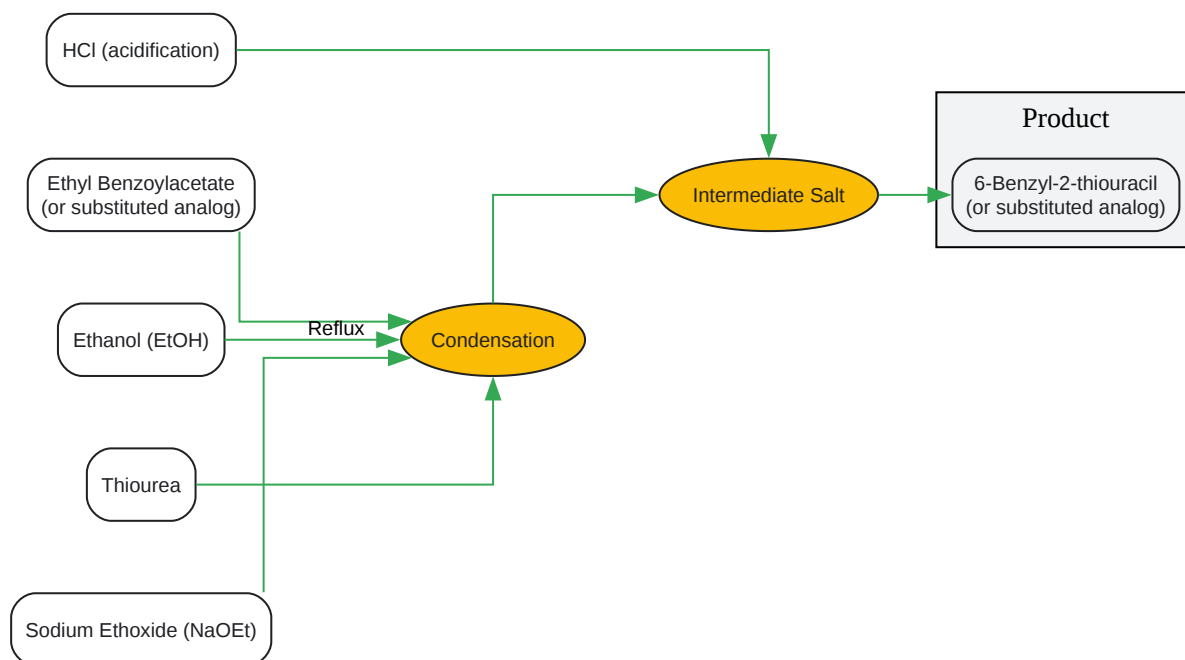 HCl (acidification)
Product
Ethyl Benzoylacetate
(or substituted analog)
Intermediate Salt
6-Benzyl-2-thiouracil
(or substituted analog)
Ethanol (EtOH)
Reflux
Condensation
Thiourea
Sodium Ethoxide (NaOEt)